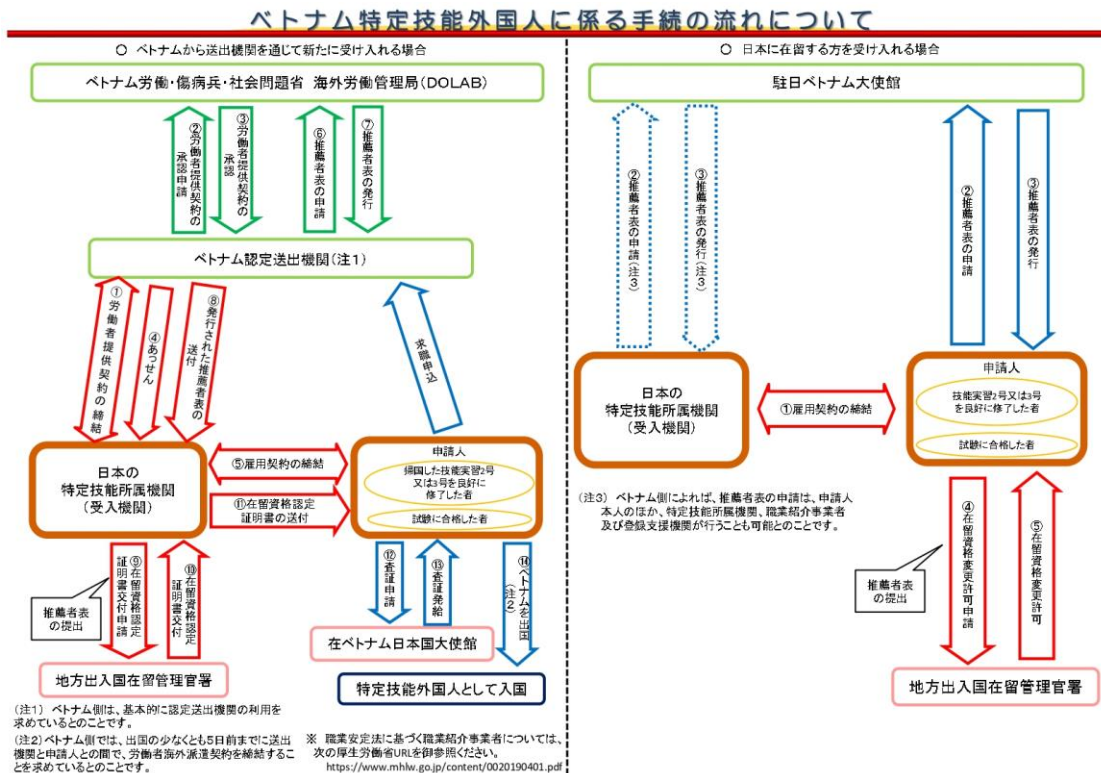 ベトナム特定技能外国人に係る手続の流れについて
○ ベトナムから送出機関を通じて新たに受け入れる場合
ベトナム労働・傷病兵・社会問題省 海外労働管理局(DOLAB)
②労働者提供契約の
承認申請
③労働者提供契約の
承認
⑥推薦者表の申請
⑦推薦者表の発行
ベトナム認定送出機関(注1)
①労働者提供契約の締結
④あっせん
⑧発行された推薦者表の
送付
求職申込
日本の
特定技能所属機関
(受入機関)
⑤雇用契約の締結
⑪在留資格認定
証明書の送付
申請人
帰国した技能実習2号
又は3号を良好に
修了した者
試験に合格した者
⑨在留資格認定
証明書交付申請
⑩在留資格認定
証明書交付
推薦者表
の提出
⑫査証申請
⑬査証発給
⑭ベトナムを出国
(注2)
在ベトナム日本国大使館
地方出入国在留管理官署
特定技能外国人として入国
(注1) ベトナム側は、基本的に認定送出機関の利用を
求めているとのことです。
(注2)ベトナム側では、出国の少なくとも5日前までに送出
機関と申請人との間で、労働者海外派遣契約を締結するこ
とを求めているとのことです。
※ 職業安定法に基づく職業紹介事業者については、
次の厚生労働省URLを御参照ください。
https://www.mhlw.go.jp/content/0020190401.pdf
○ 日本に在留する方を受け入れる場合
駐日ベトナム大使館
②推薦者表の申請(注3)
③推薦者表の発行(注3)
②推薦者表の申請
③推薦者表の発行
日本の
特定技能所属機関
(受入機関)
①雇用契約の締結
申請人
技能実習2号又は3号
を良好に修了した者
試験に合格した者
(注3) ベトナム側によれば、推薦者表の申請は、申請人
本人のほか、特定技能所属機関、職業紹介事業者
及び登録支援機関が行うことも可能とのことです。
推薦者表
の提出
④在留資格変更許可申請
⑤在留資格変更許可
地方出入国在留管理官署